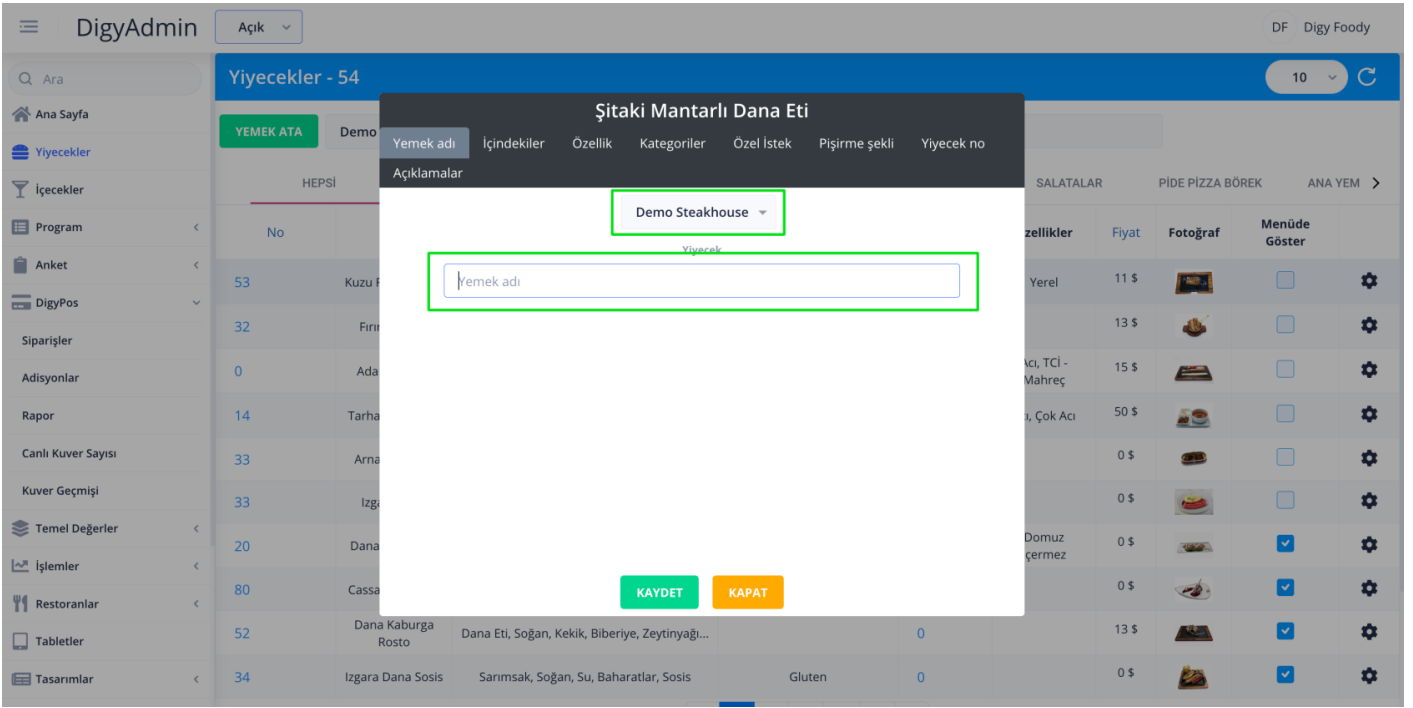 DigyAdmin
Açık
DF Digy Foody
Ara
Ana Sayfa
Yiyecekler
İçecekler
Program
Anket
DigyPos
Siparişler
Adisyonlar
Rapor
Canlı Kuver Sayısı
Kuver Geçmişi
Temel Değerler
İşlemler
Restoranlar
Tabletler
Tasarımlar
Yiyecekler - 54
10
YEMEK ATA
Demo
HEPSİ
SALATALAR
PİDE PİZZA BÖREK
ANA YEM
Şitaki Mantarlı Dana Eti
Yemek adı İçindekiler Özellik Kategoriler Özel İstek Pişirme şekli Yiyecek no
Açıklamalar
Demo Steakhouse
Yiyecek
Yemek adı
KAYDET KAPAT
No
zellikler Fiyat Fotoğraf Menüde Göster
53 Kuzu Yerel 11 $
32 13 $
0 Ada Acı, TCİ - Mahreç 15 $
14 Tarha Çok Acı 50 $
33 Arna 0 $
33 Izga 0 $
20 Dana Domuz çermez 0 $
80 Cassa 0 $
52 Dana Kaburga Rosto Dana Eti, Soğan, Kekik, Biberiye, Zeytinyağı... 0 13 $
34 Izgara Dana Sosis Sarımsak, Soğan, Su, Baharatlar, Sosis Gluten 0 0 $